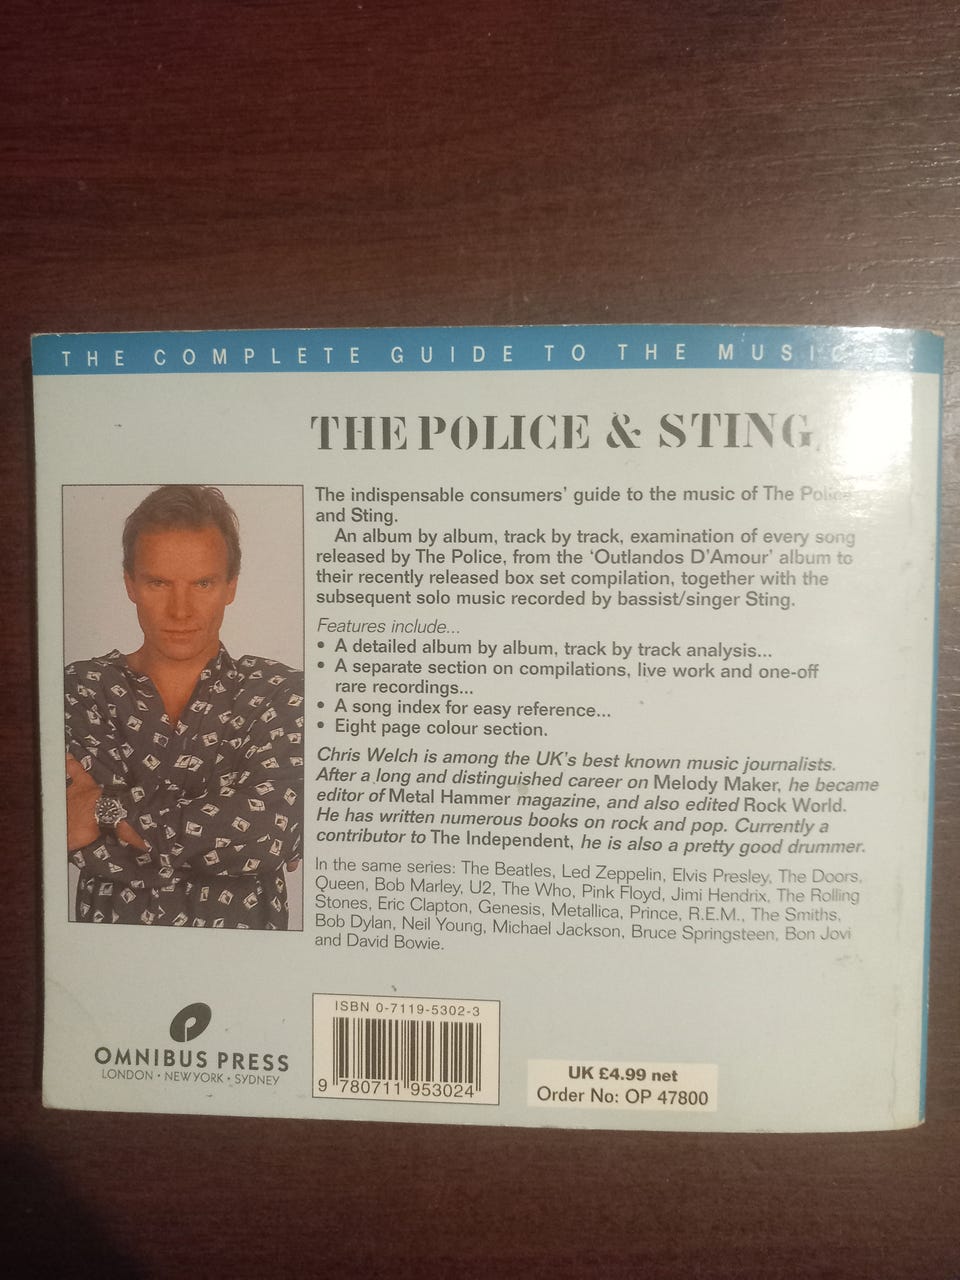 THE COMPLETE GUIDE TO THE MUSIC OF
THE POLICE & STING
The indispensable consumers' guide to the music of The Police
and Sting.
An album by album, track by track, examination of every song
released by The Police, from the 'Outlandos D'Amour' album to
their recently released box set compilation, together with the
subsequent solo music recorded by bassist/singer Sting.
Features include...
• A detailed album by album, track by track analysis...
• A separate section on compilations, live work and one-off
rare recordings...
• A song index for easy reference...
• Eight page colour section.
Chris Welch is among the UK's best known music journalists.
After a long and distinguished career on Melody Maker, he became
editor of Metal Hammer magazine, and also edited Rock World.
He has written numerous books on rock and pop. Currently a
contributor to The Independent, he is also a pretty good drummer.
In the same series: The Beatles, Led Zeppelin, Elvis Presley, The Doors,
Queen, Bob Marley, U2, The Who, Pink Floyd, Jimi Hendrix, The Rolling
Stones, Eric Clapton, Genesis, Metallica, Prince, R.E.M., The Smiths,
Bob Dylan, Neil Young, Michael Jackson, Bruce Springsteen, Bon Jovi
and David Bowie.
OMNIBUS PRESS
LONDON · NEW YORK · SYDNEY
ISBN 0-7119-5302-3
9 780711 953024
UK £4.99 net
Order No: OP 47800